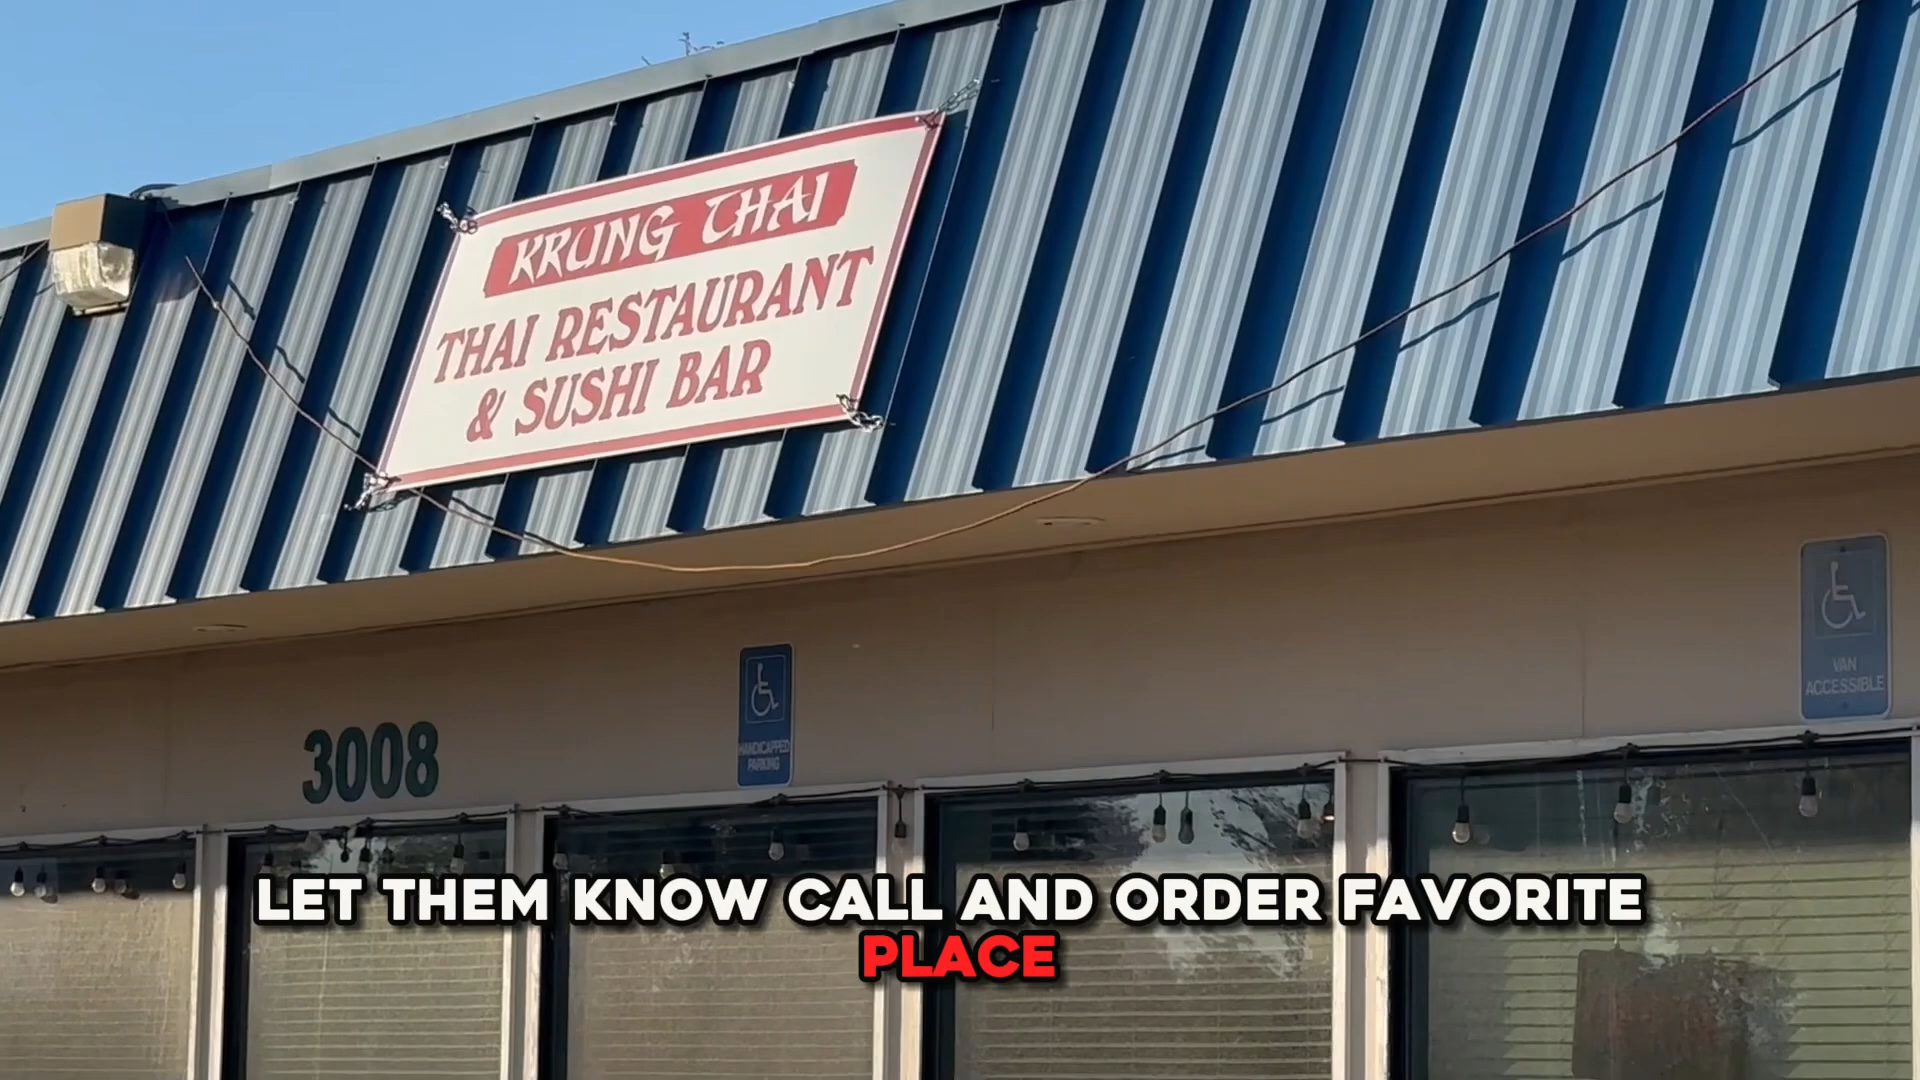 KRUNG THAI
THAI RESTAURANT
& SUSHI BAR
VAN
ACCESSIBLE
HANDICAPPED
PARKING
3008
LET THEM KNOW CALL AND ORDER FAVORITE
PLACE